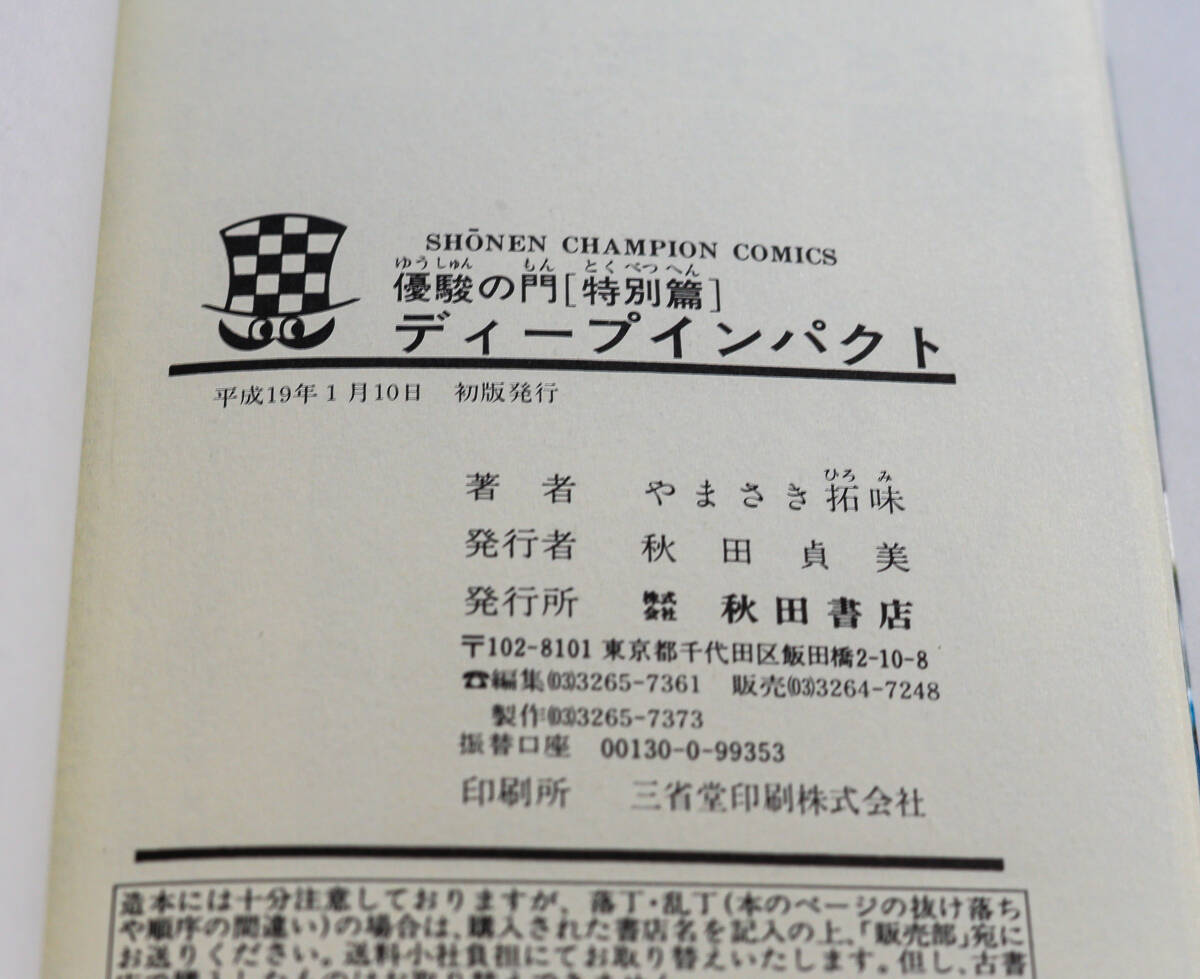 SHŌNEN CHAMPION COMICS
ゆうしゅん もん とくべつへん
優駿の門[特別篇]
ディープインパクト
平成19年1月10日 初版発行
ひろ み
著者 やまさき拓味
発行者 秋田貞美
発行所 株式会社 秋田書店
〒102-8101 東京都千代田区飯田橋2-10-8
☎編集(03)3265-7361 販売(03)3264-7248
製作(03)3265-7373
振替口座 00130-0-99353
印刷所 三省堂印刷株式会社
造本には十分注意しておりますが、落丁・乱丁(本のページの抜け落ち
や順序の間違い)の場合は、購入された書店名を記入の上、「販売部」宛に
お送りください。送料小社負担にてお取り替えいたします。但し、古書